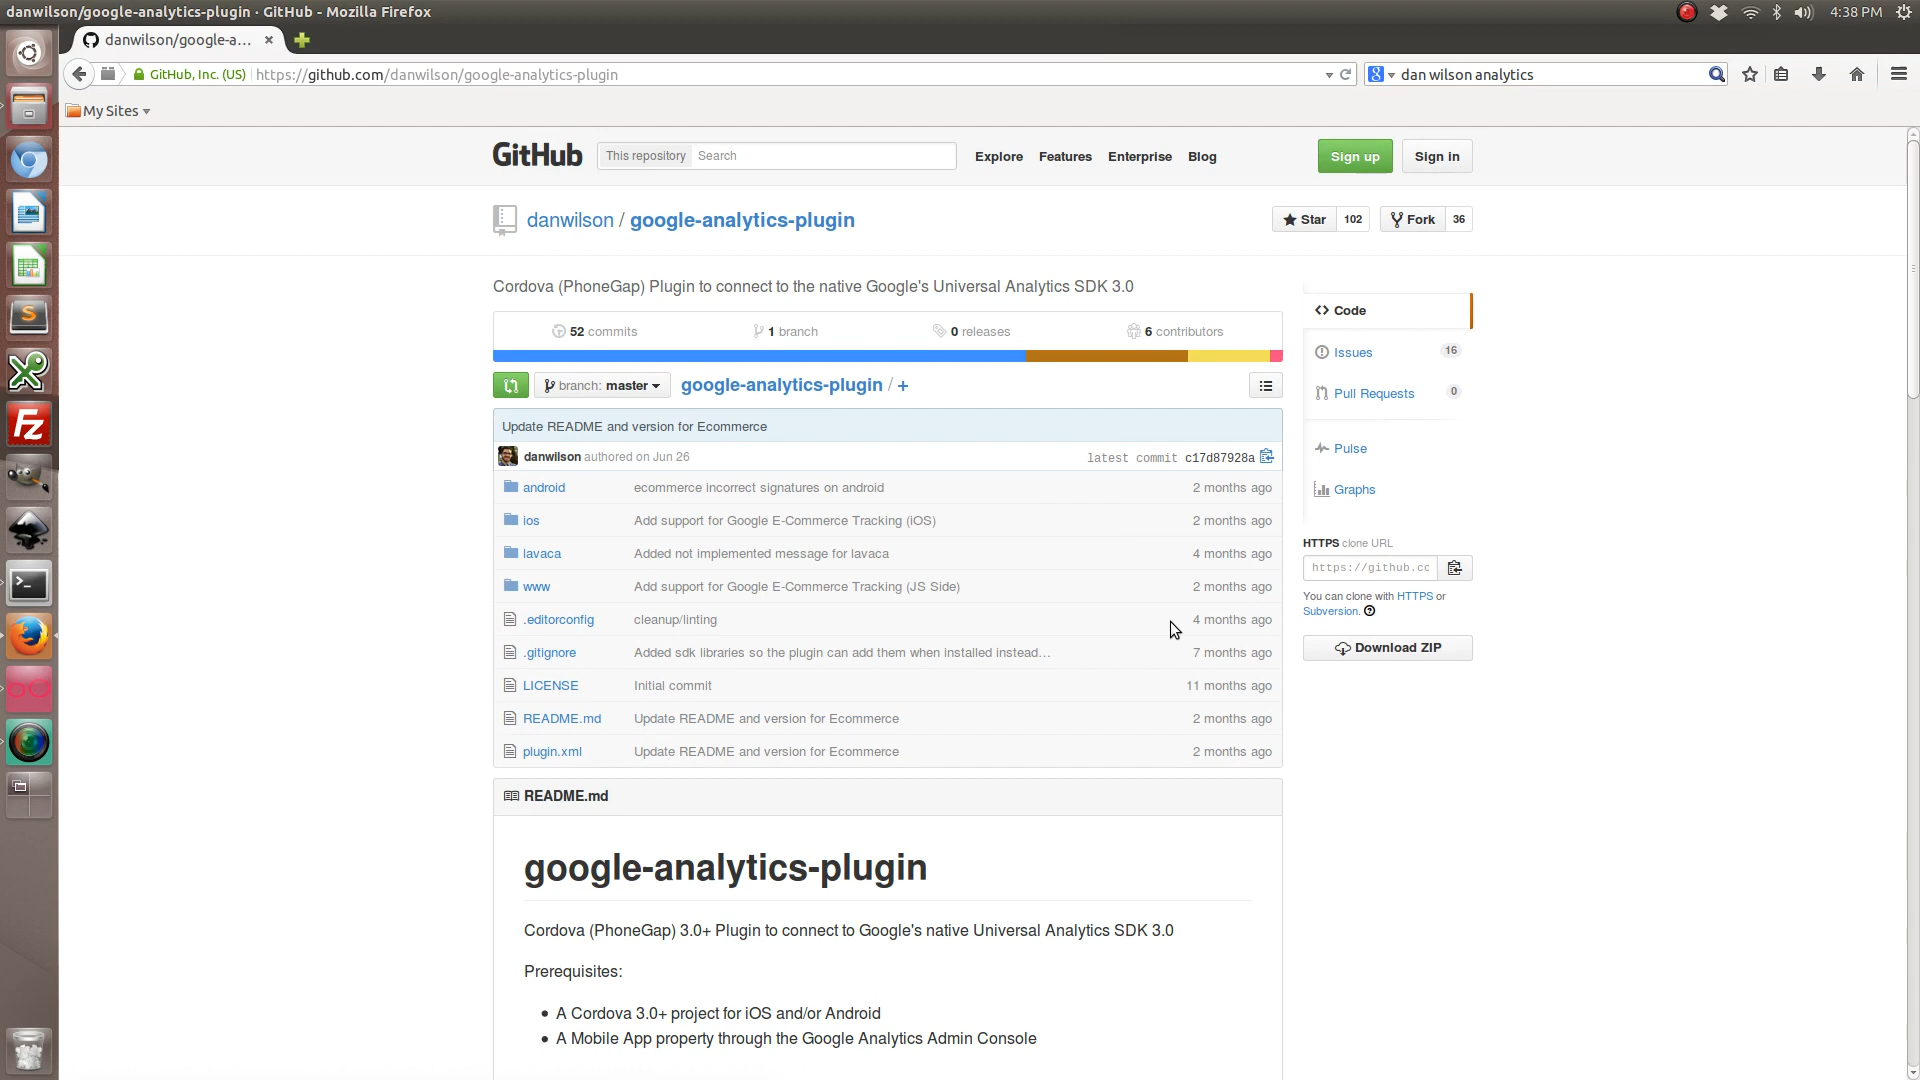 danwilson/google-analytics-plugin · GitHub - Mozilla Firefox
4:38 PM
danwilson/google-a...
GitHub, Inc. (US) https://github.com/danwilson/google-analytics-plugin
dan wilson analytics
My Sites
GitHub This repository Search Explore Features Enterprise Blog Sign up Sign in
danwilson / google-analytics-plugin
Star 102 Fork 36
Cordova (PhoneGap) Plugin to connect to the native Google's Universal Analytics SDK 3.0
52 commits 1 branch 0 releases 6 contributors
branch: master google-analytics-plugin / +
Update README and version for Ecommerce
danwilson authored on Jun 26 latest commit c17d87928a
android ecommerce incorrect signatures on android 2 months ago
ios Add support for Google E-Commerce Tracking (iOS) 2 months ago
lavaca Added not implemented message for lavaca 4 months ago
www Add support for Google E-Commerce Tracking (JS Side) 2 months ago
.editorconfig cleanup/linting 4 months ago
.gitignore Added sdk libraries so the plugin can add them when installed instead… 7 months ago
LICENSE Initial commit 11 months ago
README.md Update README and version for Ecommerce 2 months ago
plugin.xml Update README and version for Ecommerce 2 months ago
README.md
google-analytics-plugin
Cordova (PhoneGap) 3.0+ Plugin to connect to Google's native Universal Analytics SDK 3.0
Prerequisites:
• A Cordova 3.0+ project for iOS and/or Android
• A Mobile App property through the Google Analytics Admin Console
Code
Issues 16
Pull Requests 0
Pulse
Graphs
HTTPS clone URL
https://github.cc
You can clone with HTTPS or
Subversion.
Download ZIP